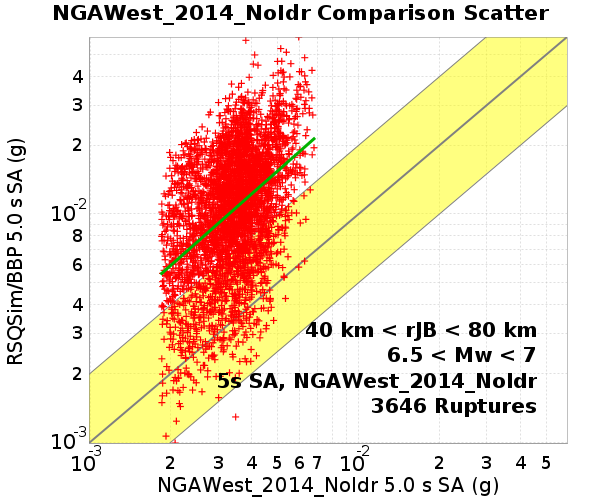 NGAWest_2014_NoIdr Comparison Scatter
4
3
2
10-2
8
6
4
3
2
10-3
RSQSim/BBP 5.0 s SA (g)
40 km < rJB < 80 km
6.5 < Mw < 7
5s SA, NGAWest_2014_NoIdr
3646 Ruptures
10-3 2 3 4 5 6 7 10-2 2 3 4 5
NGAWest_2014_NoIdr 5.0 s SA (g)